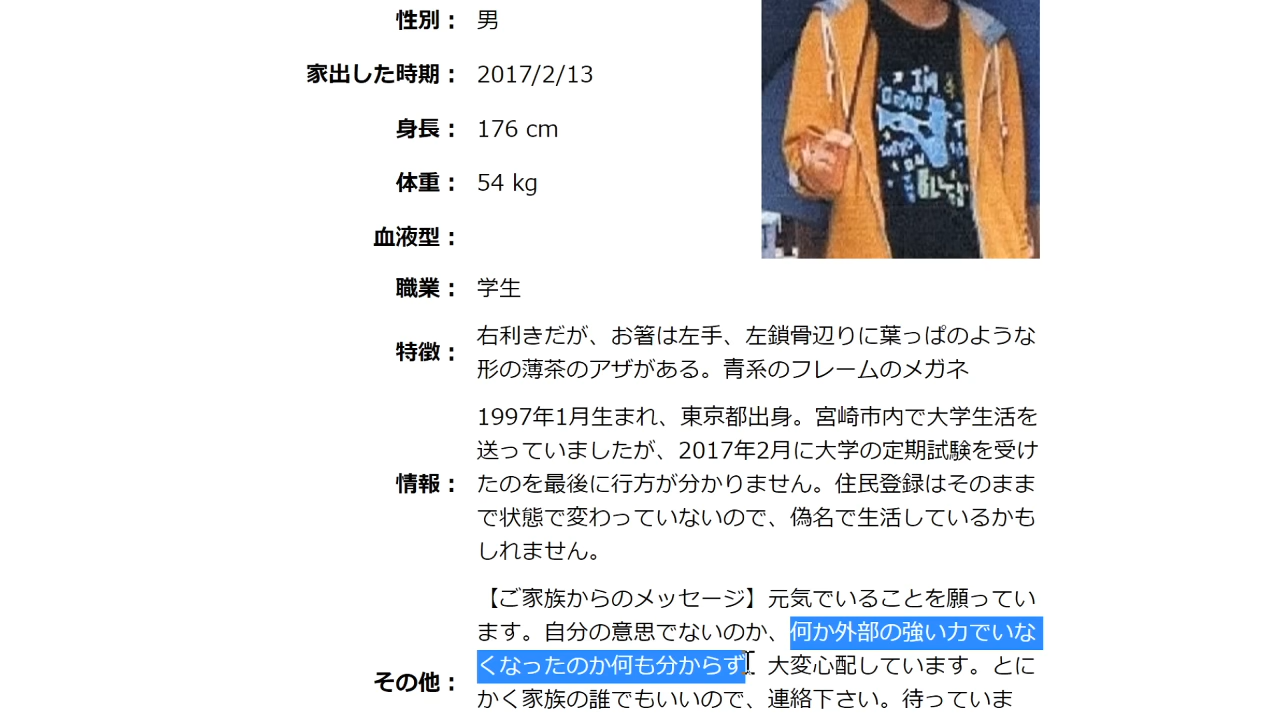 性別： 男
家出した時期： 2017/2/13
身長： 176 cm
体重： 54 kg
血液型：
職業： 学生
特徴： 右利きだが、お箸は左手、左鎖骨辺りに葉っぱのような
形の薄茶のアザがある。青系のフレームのメガネ
1997年1月生まれ、東京都出身。宮崎市内で大学生活を
送っていましたが、2017年2月に大学の定期試験を受け
情報： たのを最後に行方が分かりません。住民登録はそのまま
で状態で変わっていないので、偽名で生活しているかも
しれません。
【ご家族からのメッセージ】元気でいることを願ってい
ます。自分の意思でないのか、何か外部の強い力でいな
くなったのか何も分からず 大変心配しています。とに
その他： かく家族の誰でもいいので、連絡下さい。待っていま
I'M